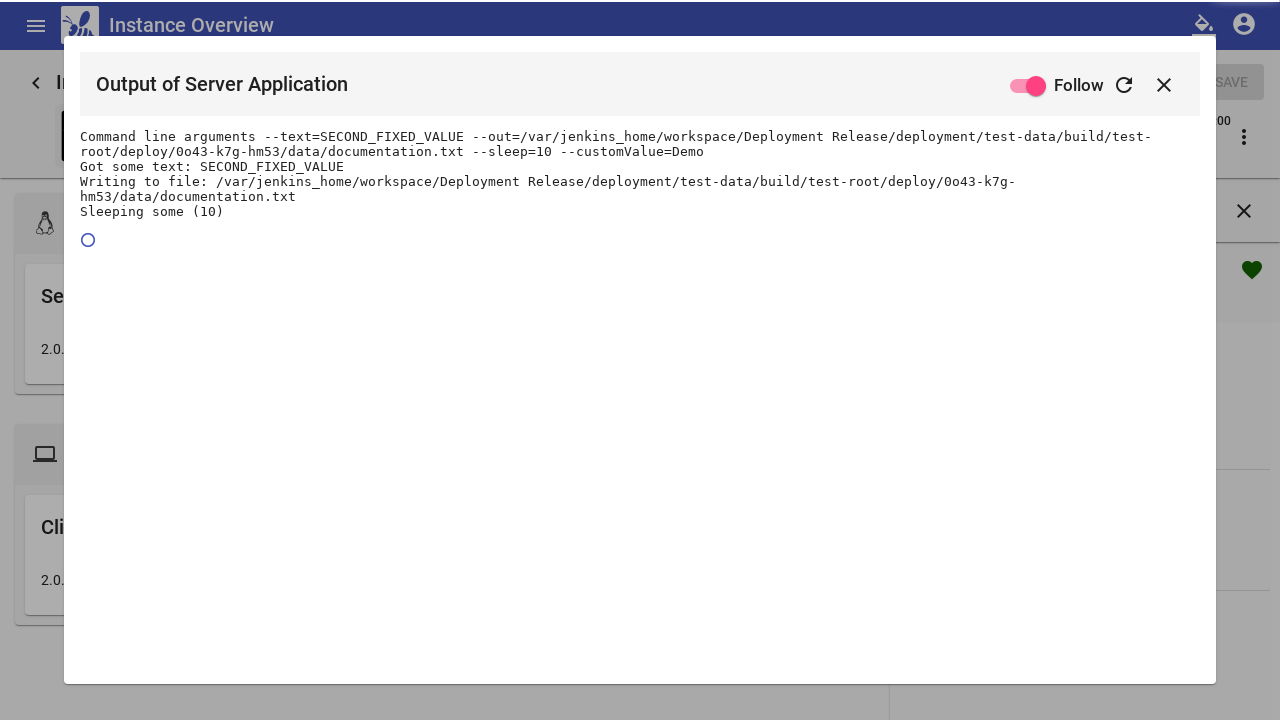 Instance Overview
SAVE
Output of Server Application
Follow
Command line arguments --text=SECOND_FIXED_VALUE --out=/var/jenkins_home/workspace/Deployment Release/deployment/test-data/build/test-
root/deploy/0o43-k7g-hm53/data/documentation.txt --sleep=10 --customValue=Demo
Got some text: SECOND_FIXED_VALUE
Writing to file: /var/jenkins_home/workspace/Deployment Release/deployment/test-data/build/test-root/deploy/0o43-k7g-
hm53/data/documentation.txt
Sleeping some (10)
:00
Se
2.0.
Cli
2.0.